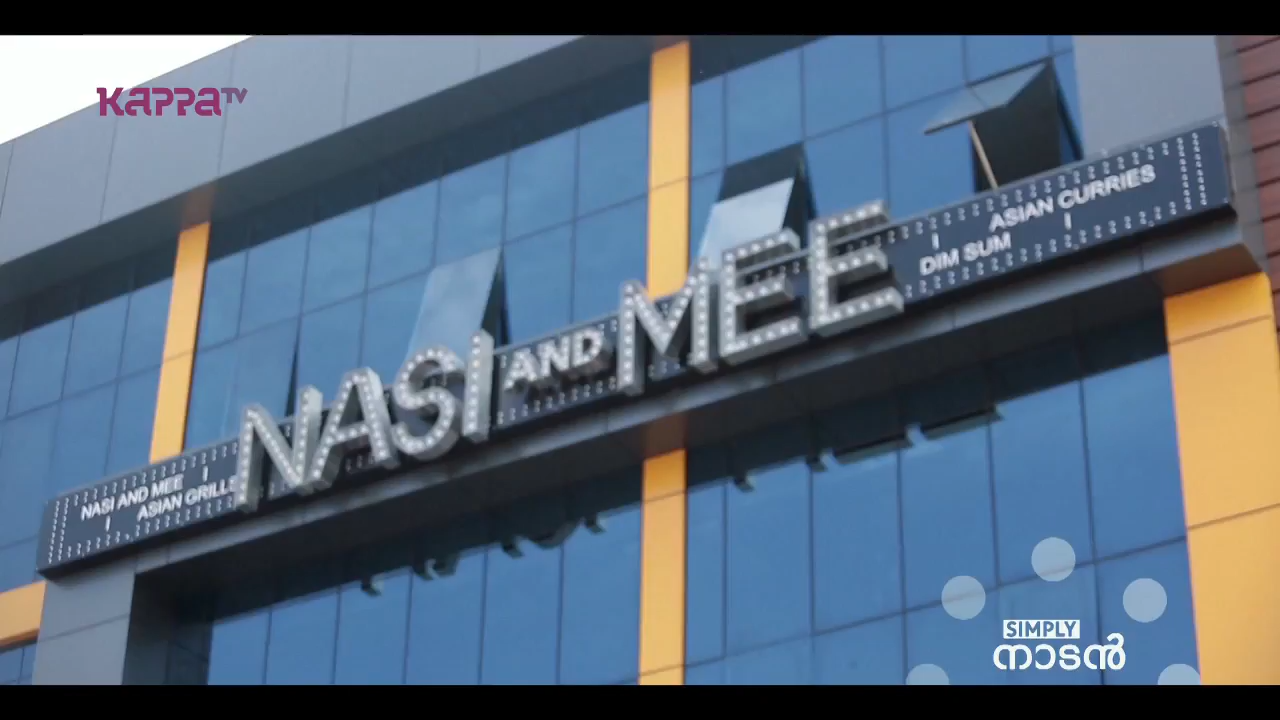 KAPPA TV
NASI AND MEE
ASIAN GRILLS
NASI AND MEE
ASIAN CURRIES
DIM SUM
SIMPLY
നാടൻ